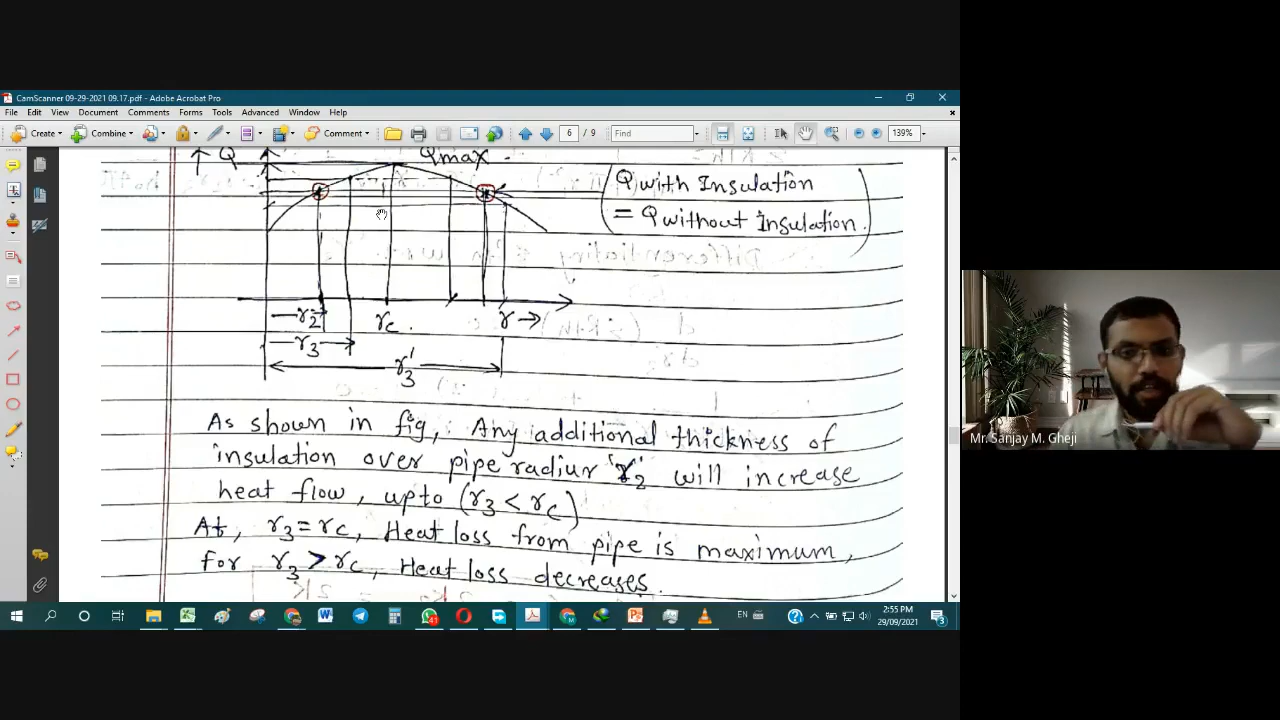 CamScanner 09-29-2021 09.17.pdf - Adobe Acrobat Pro
File Edit View Document Comments Forms Tools Advanced Window Help
Create Combine Comment 6 / 9 Find 139%
↑ Q Qmax.
(Q with Insulation
= Q without Insulation.)
r2 rc. r→
r3
r3'
As shown in fig, Any additional thickness of
insulation over pipe radiur 'r2' will increase
heat flow, upto (r3 < rc)
At, r3 = rc, Heat loss from pipe is maximum,
for r3 > rc, Heat loss decreases.
Mr. Sanjay M. Gheji
EN 2:55 PM
29/09/2021